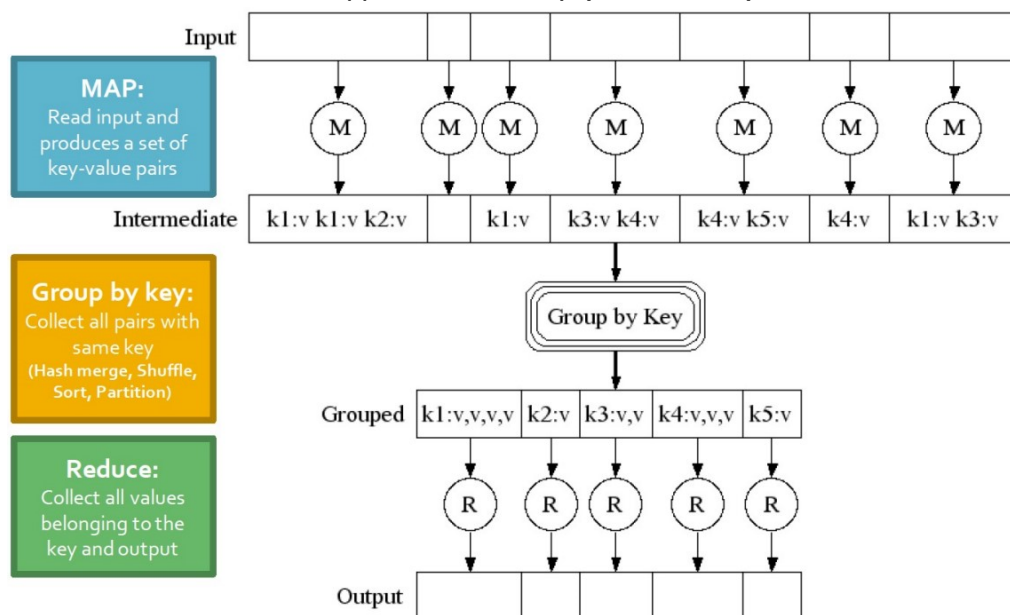 Input
MAP:
Read input and
produces a set of
key-value pairs
M M M M M M M
Intermediate k1:v k1:v k2:v k1:v k3:v k4:v k4:v k5:v k4:v k1:v k3:v
Group by key:
Collect all pairs with
same key
(Hash merge, Shuffle,
Sort, Partition)
Group by Key
Grouped k1:v,v,v,v k2:v k3:v,v k4:v,v,v k5:v
Reduce:
Collect all values
belonging to the
key and output
R R R R R
Output